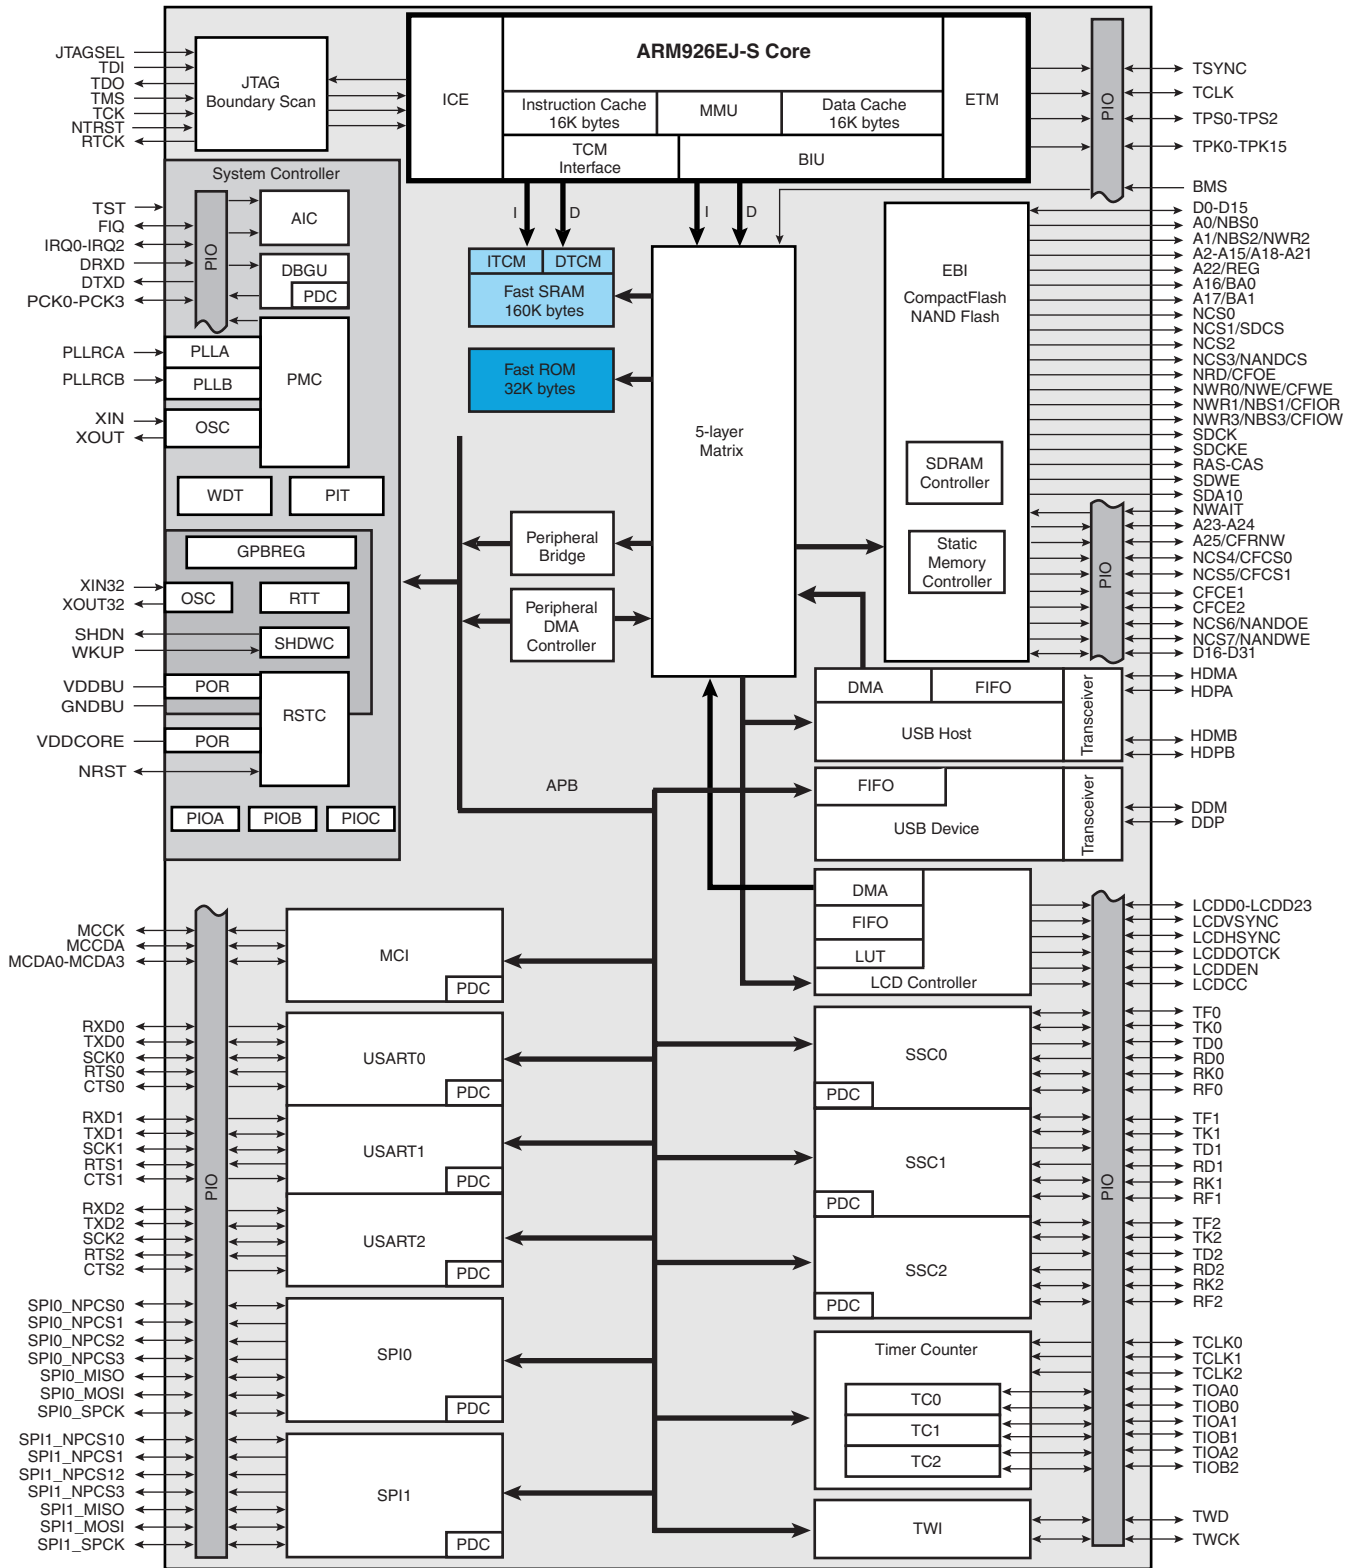 JTAGSEL
TDI
TDO
TMS
TCK
NTRST
RTCK
JTAG
Boundary Scan
ICE
ARM926EJ-S Core
Instruction Cache
16K bytes
MMU
Data Cache
16K bytes
TCM
Interface
BIU
ETM
PIO
TSYNC
TCLK
TPS0-TPS2
TPK0-TPK15
BMS
System Controller
TST
FIQ
IRQ0-IRQ2
DRXD
DTXD
PCK0-PCK3
PIO
AIC
DBGU
PDC
PLLRCA
PLLRCB
XIN
XOUT
PLLA
PLLB
OSC
PMC
WDT
PIT
GPBREG
XIN32
XOUT32
OSC
RTT
SHDN
WKUP
SHDWC
VDDBU
GNDBU
POR
RSTC
VDDCORE
POR
NRST
PIOA
PIOB
PIOC
I
D
I
D
ITCM
DTCM
Fast SRAM
160K bytes
Fast ROM
32K bytes
5-layer
Matrix
Peripheral
Bridge
Peripheral
DMA
Controller
APB
EBI
CompactFlash
NAND Flash
SDRAM
Controller
Static
Memory
Controller
D0-D15
A0/NBS0
A1/NBS2/NWR2
A2-A15/A18-A21
A22/REG
A16/BA0
A17/BA1
NCS0
NCS1/SDCS
NCS2
NCS3/NANDCS
NRD/CFOE
NWR0/NWE/CFWE
NWR1/NBS1/CFIOR
NWR3/NBS3/CFIOW
SDCK
SDCKE
RAS-CAS
SDWE
SDA10
NWAIT
A23-A24
A25/CFRNW
NCS4/CFCS0
NCS5/CFCS1
CFCE1
CFCE2
NCS6/NANDOE
NCS7/NANDWE
D16-D31
PIO
DMA
FIFO
USB Host
Transceiver
HDMA
HDPA
HDMB
HDPB
FIFO
USB Device
Transceiver
DDM
DDP
DMA
FIFO
LUT
LCD Controller
LCDD0-LCDD23
LCDVSYNC
LCDHSYNC
LCDDOTCK
LCDDEN
LCDCC
MCCK
MCCDA
MCDA0-MCDA3
MCI
PDC
RXD0
TXD0
SCK0
RTS0
CTS0
USART0
PDC
RXD1
TXD1
SCK1
RTS1
CTS1
USART1
PDC
PIO
RXD2
TXD2
SCK2
RTS2
CTS2
USART2
PDC
SPI0_NPCS0
SPI0_NPCS1
SPI0_NPCS2
SPI0_NPCS3
SPI0_MISO
SPI0_MOSI
SPI0_SPCK
SPI0
PDC
SPI1_NPCS10
SPI1_NPCS1
SPI1_NPCS12
SPI1_NPCS3
SPI1_MISO
SPI1_MOSI
SPI1_SPCK
SPI1
PDC
SSC0
PDC
TF0
TK0
TD0
RD0
RK0
RF0
SSC1
PDC
PIO
TF1
TK1
TD1
RD1
RK1
RF1
SSC2
PDC
TF2
TK2
TD2
RD2
RK2
RF2
Timer Counter
TC0
TC1
TC2
TCLK0
TCLK1
TCLK2
TIOA0
TIOB0
TIOA1
TIOB1
TIOA2
TIOB2
TWI
TWD
TWCK